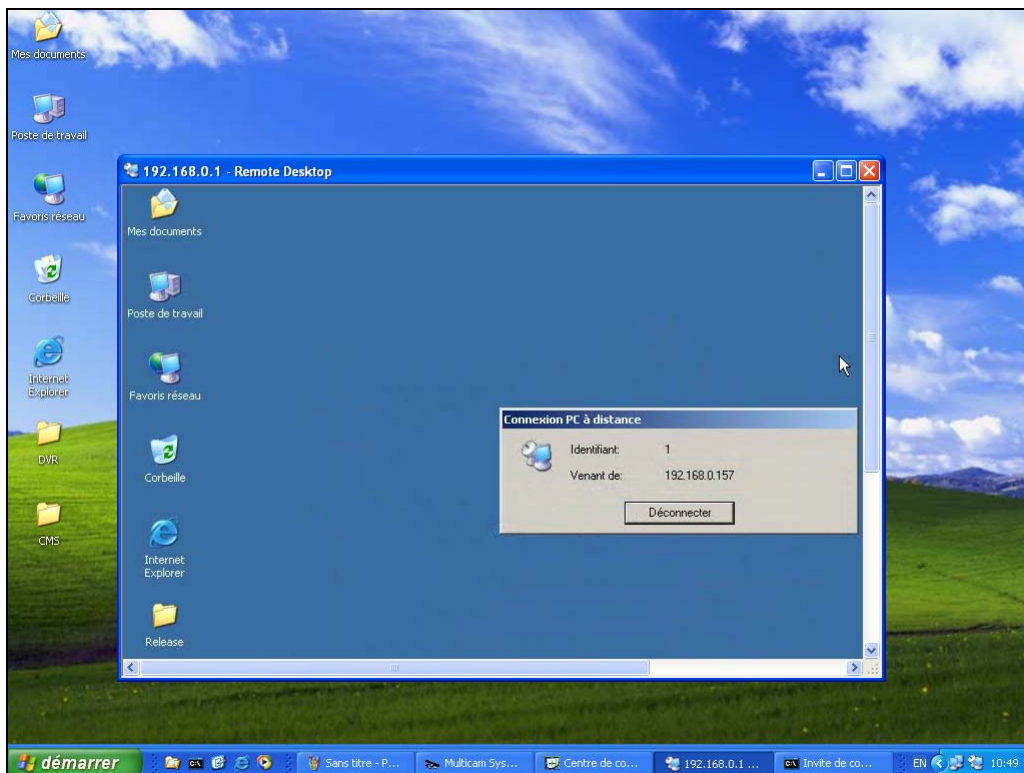 Mes documents
Poste de travail
Favoris réseau
Corbeille
Internet
Explorer
DVR
CMS
192.168.0.1 - Remote Desktop
Mes documents
Poste de travail
Favoris réseau
Corbeille
Internet
Explorer
Release
Connexion PC à distance
Identifiant: 1
Venant de: 192.168.0.157
Déconnecter
démarrer
Sans titre - P...
Multicam Sys...
Centre de co...
192.168.0.1 ...
Invite de co...
EN
10:49